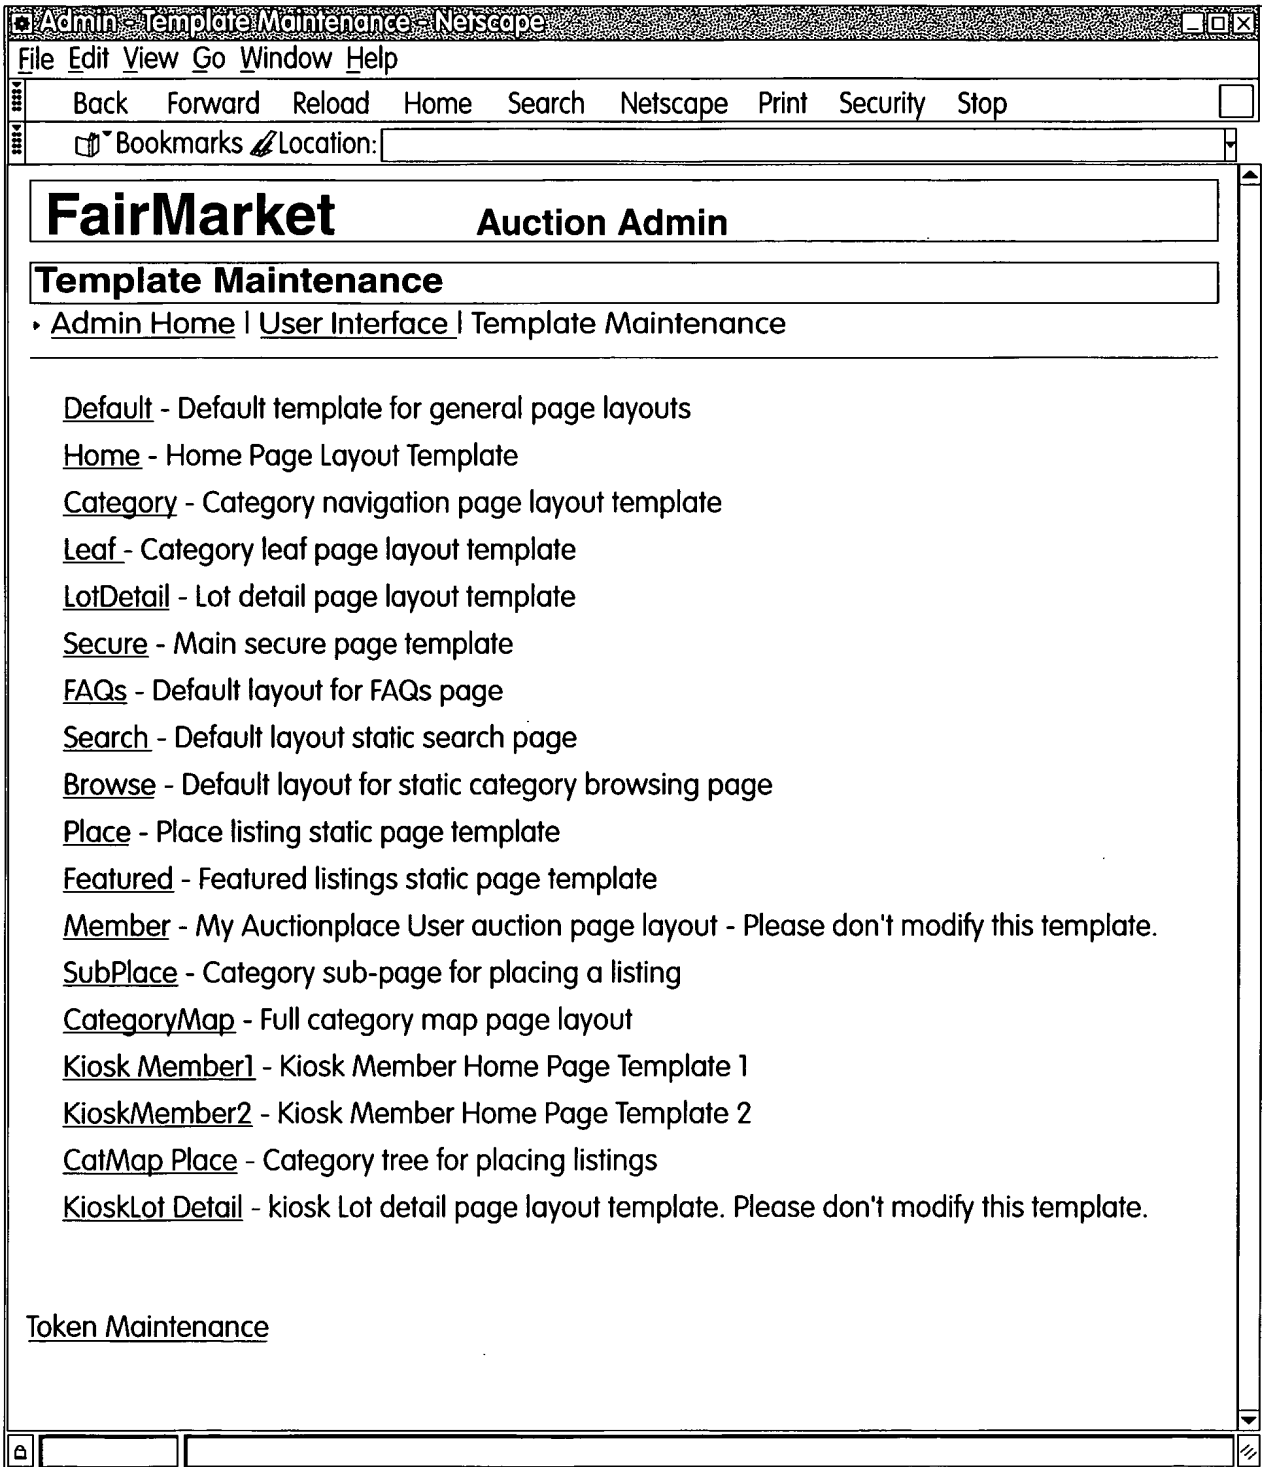 Admin - Template Maintenance - Netscape
File Edit View Go Window Help
Back Forward Reload Home Search Netscape Print Security Stop
Bookmarks Location:
FairMarket Auction Admin
Template Maintenance
Admin Home | User Interface | Template Maintenance
Default - Default template for general page layouts
Home - Home Page Layout Template
Category - Category navigation page layout template
Leaf - Category leaf page layout template
LotDetail - Lot detail page layout template
Secure - Main secure page template
FAQs - Default layout for FAQs page
Search - Default layout static search page
Browse - Default layout for static category browsing page
Place - Place listing static page template
Featured - Featured listings static page template
Member - My Auctionplace User auction page layout - Please don't modify this template.
SubPlace - Category sub-page for placing a listing
CategoryMap - Full category map page layout
Kiosk Member1 - Kiosk Member Home Page Template 1
KioskMember2 - Kiosk Member Home Page Template 2
CatMap Place - Category tree for placing listings
KioskLot Detail - kiosk Lot detail page layout template. Please don't modify this template.
Token Maintenance